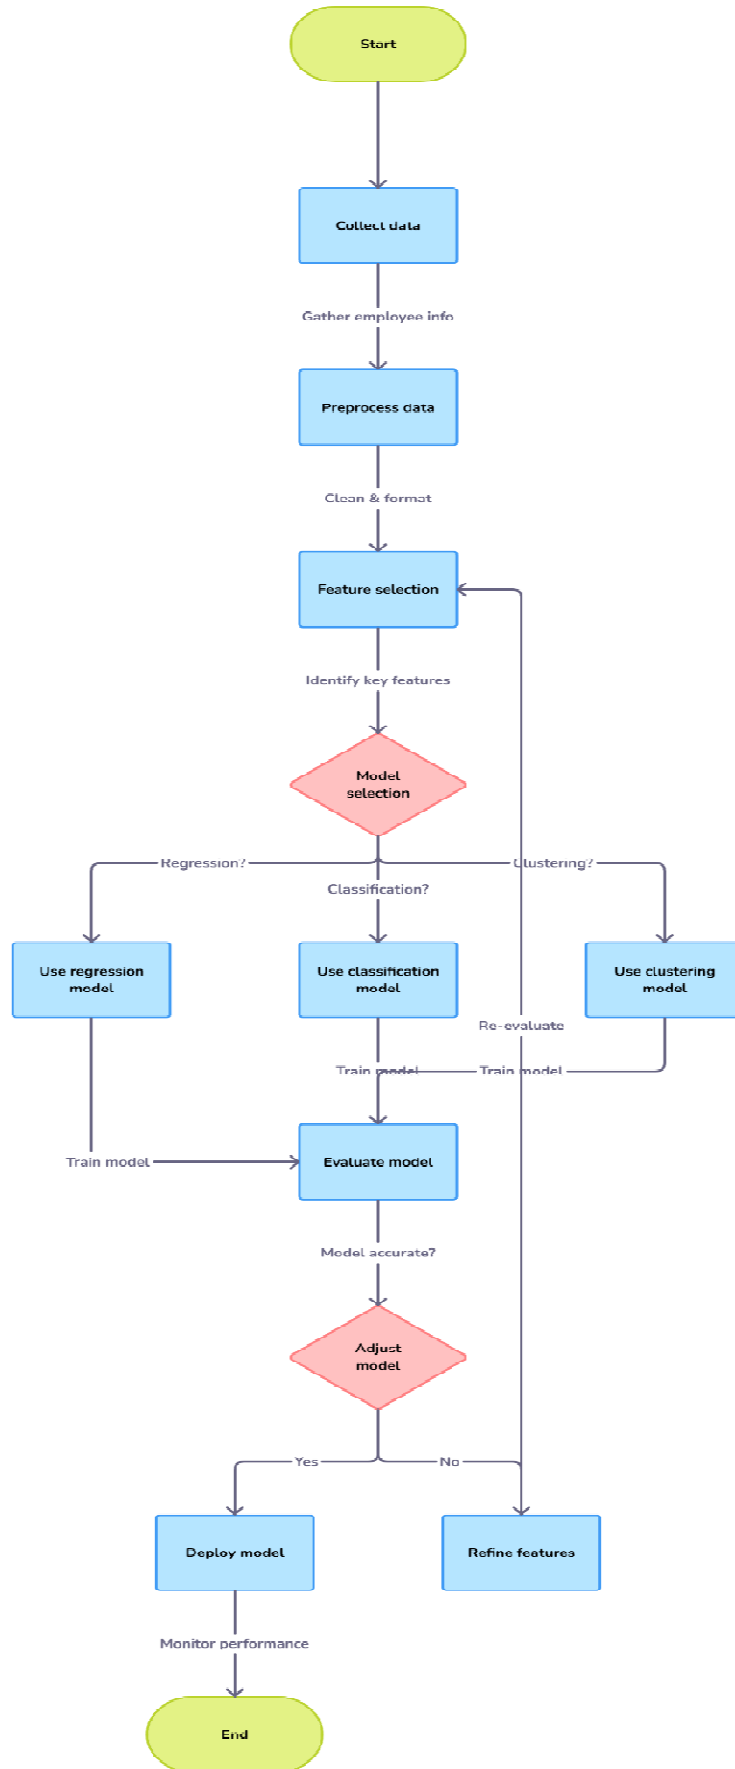 Start
Collect data
Gather employee info
Preprocess data
Clean & format
Feature selection
Identify key features
Model
selection
Regression?
Clustering?
Classification?
Use regression
model
Use classification
model
Use clustering
model
Re-evaluate
Train model
Train model
Train model
Evaluate model
Model accurate?
Adjust
model
Yes
No
Deploy model
Refine features
Monitor performance
End